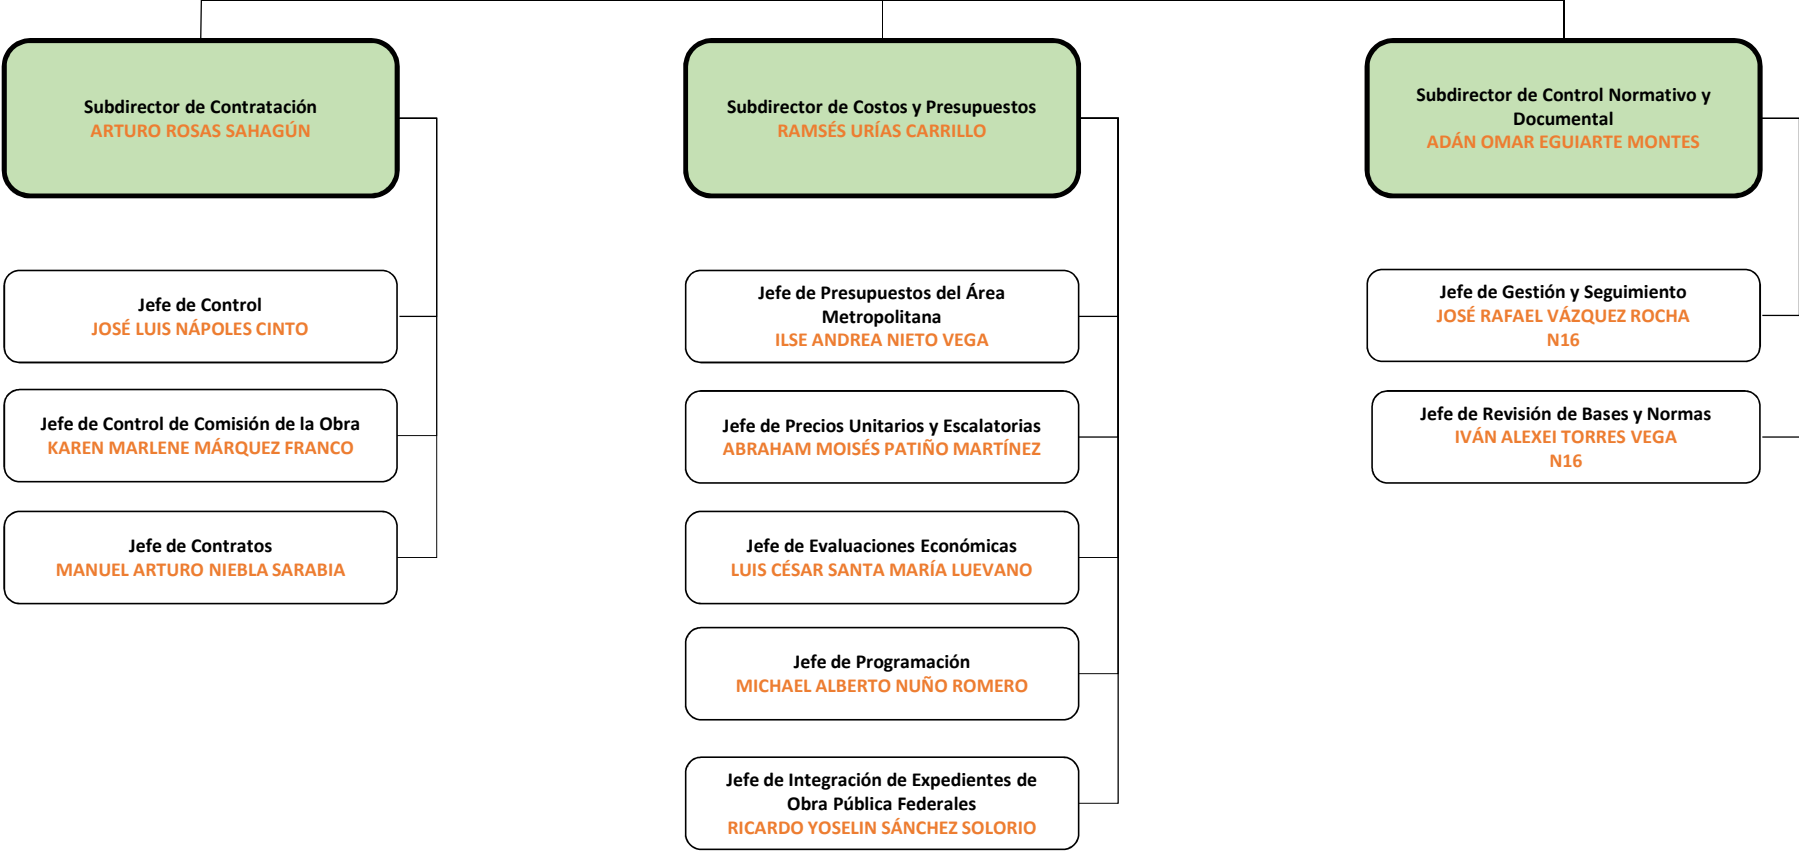 Subdirector de Contratación
ARTURO ROSAS SAHAGÚN
Jefe de Control
JOSÉ LUIS NÁPOLES CINTO
Jefe de Control de Comisión de la Obra
KAREN MARLENE MÁRQUEZ FRANCO
Jefe de Contratos
MANUEL ARTURO NIEBLA SARABIA
Subdirector de Costos y Presupuestos
RAMSÉS URÍAS CARRILLO
Jefe de Presupuestos del Área
Metropolitana
ILSE ANDREA NIETO VEGA
Jefe de Precios Unitarios y Escalatorias
ABRAHAM MOISÉS PATIÑO MARTÍNEZ
Jefe de Evaluaciones Económicas
LUIS CÉSAR SANTA MARÍA LUEVANO
Jefe de Programación
MICHAEL ALBERTO NUÑO ROMERO
Jefe de Integración de Expedientes de
Obra Pública Federales
RICARDO YOSELIN SÁNCHEZ SOLORIO
Subdirector de Control Normativo y
Documental
ADÁN OMAR EGUIARTE MONTES
Jefe de Gestión y Seguimiento
JOSÉ RAFAEL VÁZQUEZ ROCHA
N16
Jefe de Revisión de Bases y Normas
IVÁN ALEXEI TORRES VEGA
N16